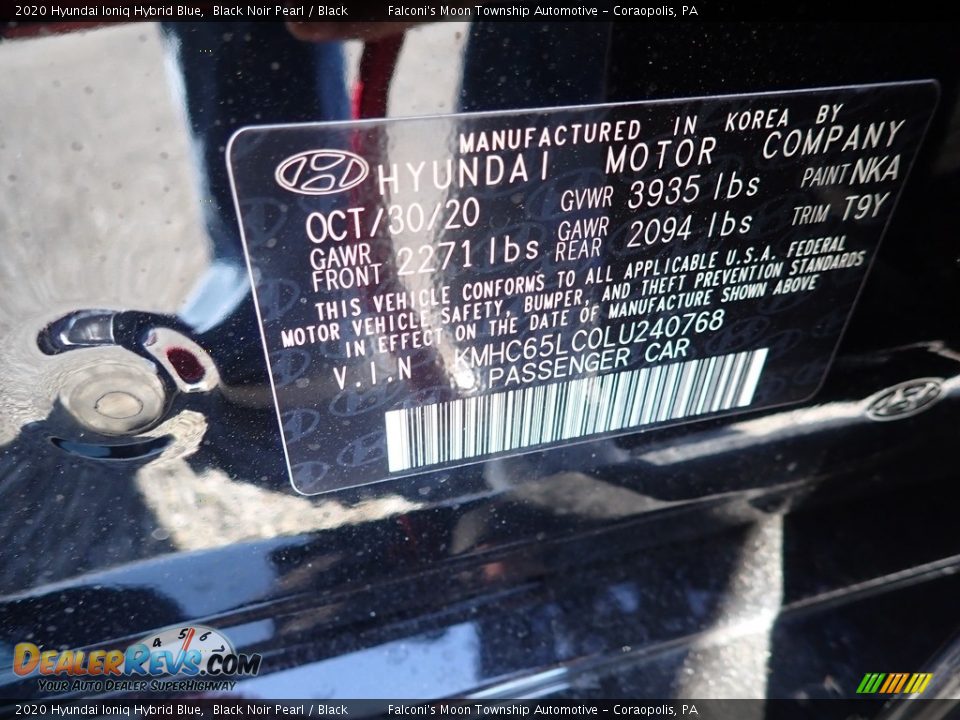 2020 Hyundai Ioniq Hybrid Blue, Black Noir Pearl / Black Falconi's Moon Township Automotive - Coraopolis, PA
MANUFACTURED IN KOREA BY
HYUNDAI MOTOR COMPANY
OCT/30/20 GVWR 3935 lbs PAINT NKA
GAWR FRONT 2271 lbs GAWR REAR 2094 lbs TRIM T9Y
THIS VEHICLE CONFORMS TO ALL APPLICABLE U.S.A. FEDERAL
MOTOR VEHICLE SAFETY, BUMPER, AND THEFT PREVENTION STANDARDS
IN EFFECT ON THE DATE OF MANUFACTURE SHOWN ABOVE
V.I.N KMHC65LC0LU240768
PASSENGER CAR
4 5 6
DEALERREVS.COM
YOUR AUTO DEALER SUPERHIGHWAY
2020 Hyundai Ioniq Hybrid Blue, Black Noir Pearl / Black Falconi's Moon Township Automotive - Coraopolis, PA